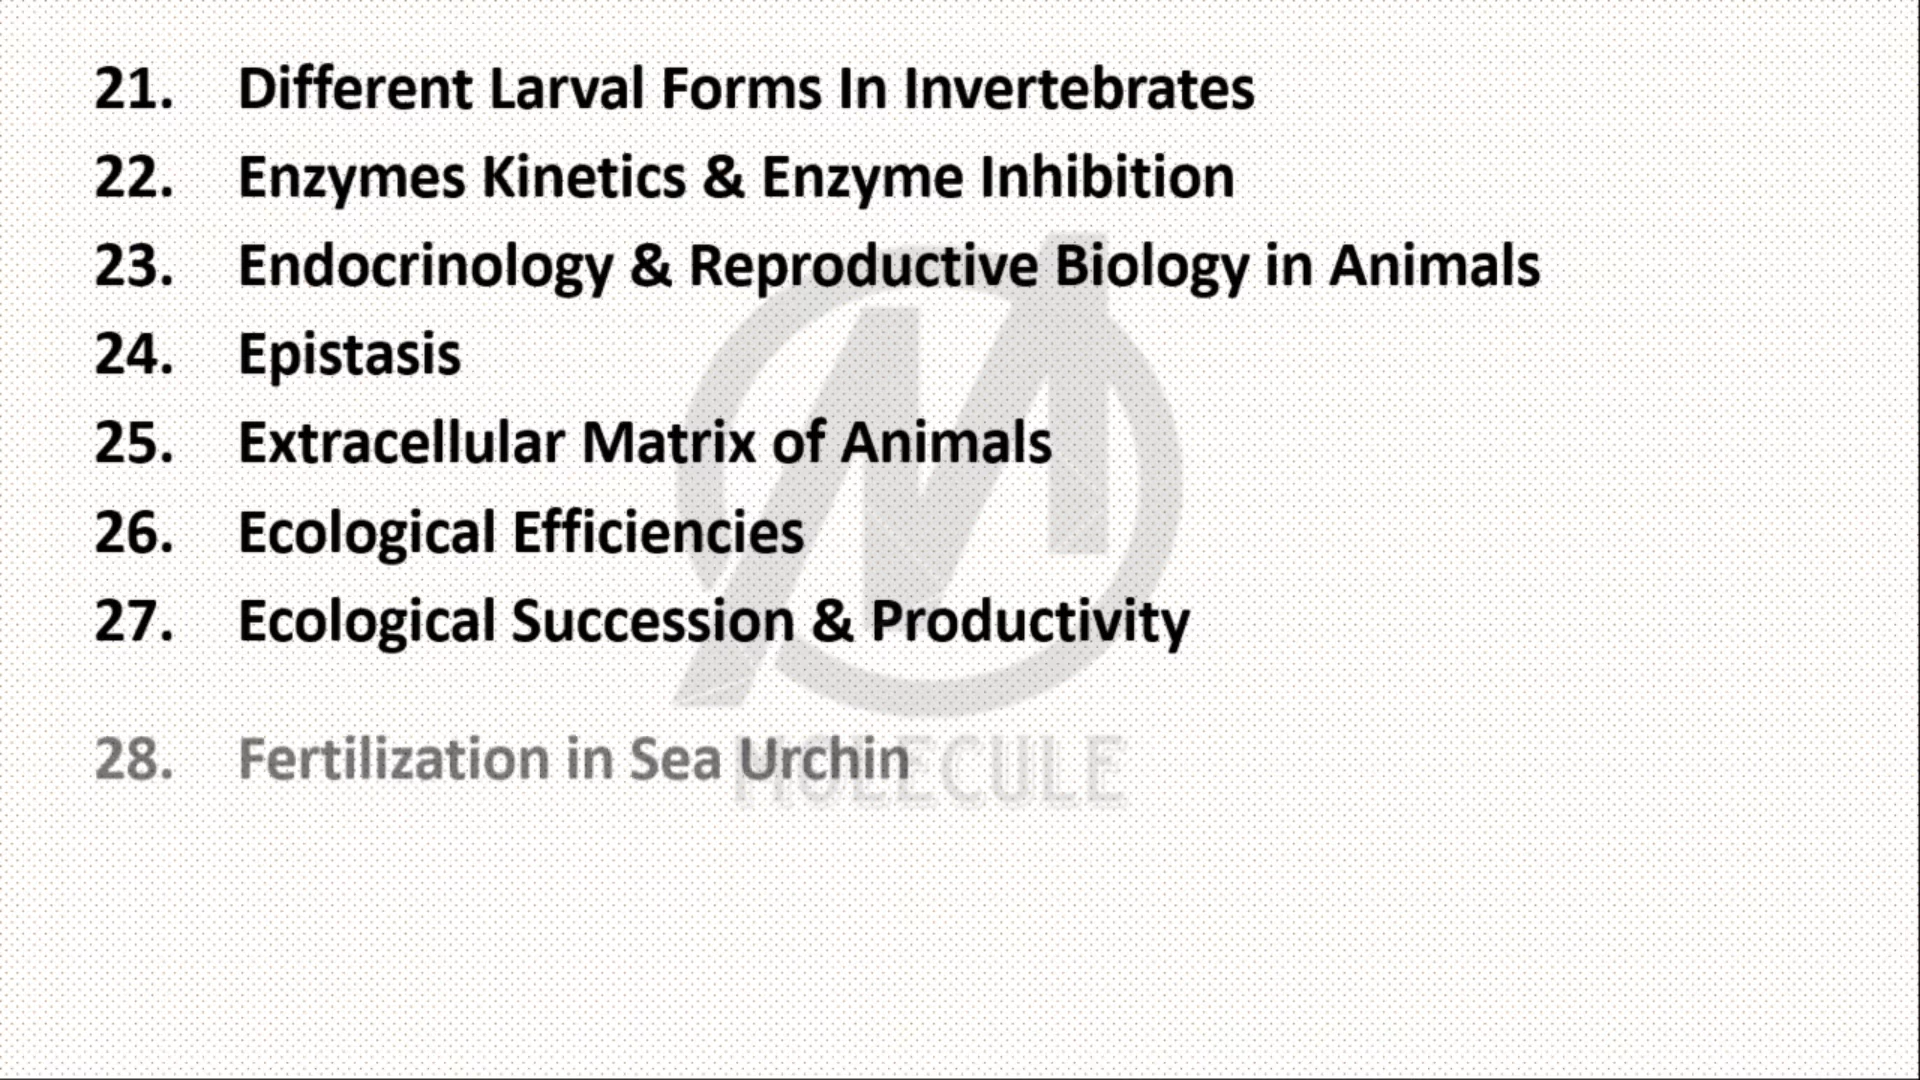 21. Different Larval Forms In Invertebrates
22. Enzymes Kinetics & Enzyme Inhibition
23. Endocrinology & Reproductive Biology in Animals
24. Epistasis
25. Extracellular Matrix of Animals
26. Ecological Efficiencies
27. Ecological Succession & Productivity
28. Fertilization in Sea Urchin
MOLECULE